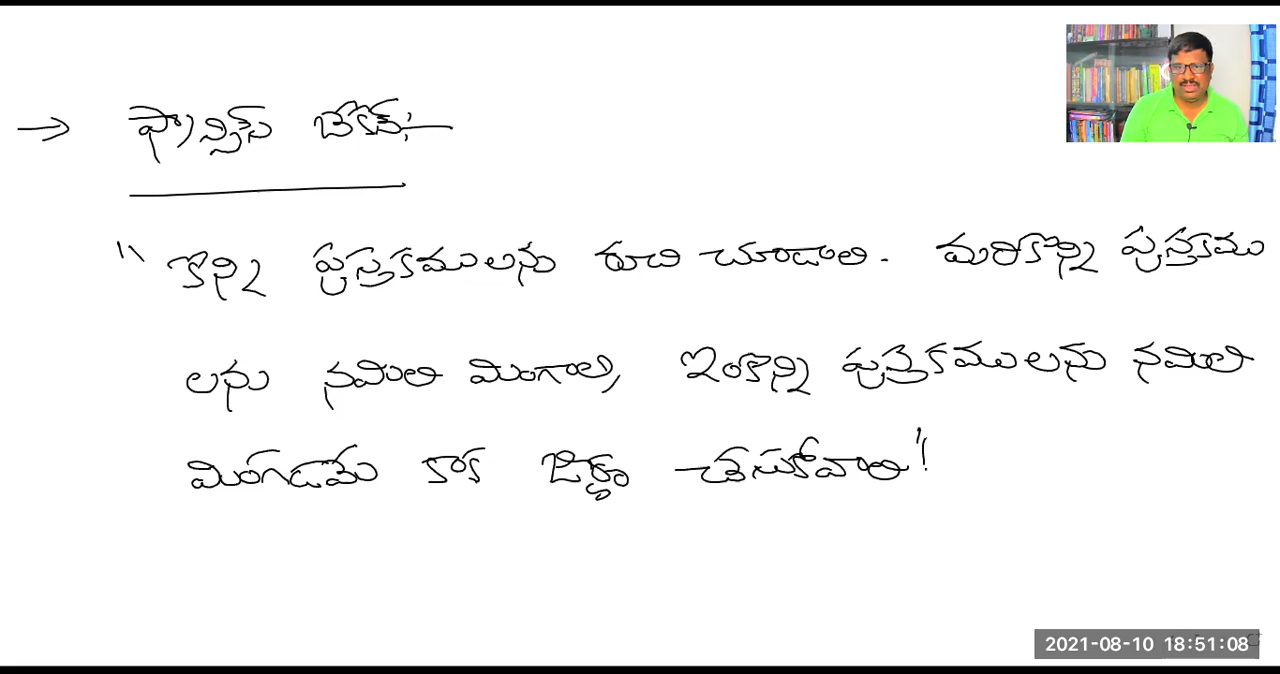 → ఫ్రాన్సిస్ బేకన్:-
"కొన్ని పుస్తకములను రుచి చూడాలి. మరికొన్ని పుస్తకము
లను నమిలి మింగాలి, ఇంకొన్ని పుస్తకములను నమిలి
మింగడమే కాక జీర్ణం చేసుకోవాలి"!
2021-08-10 18:51:08